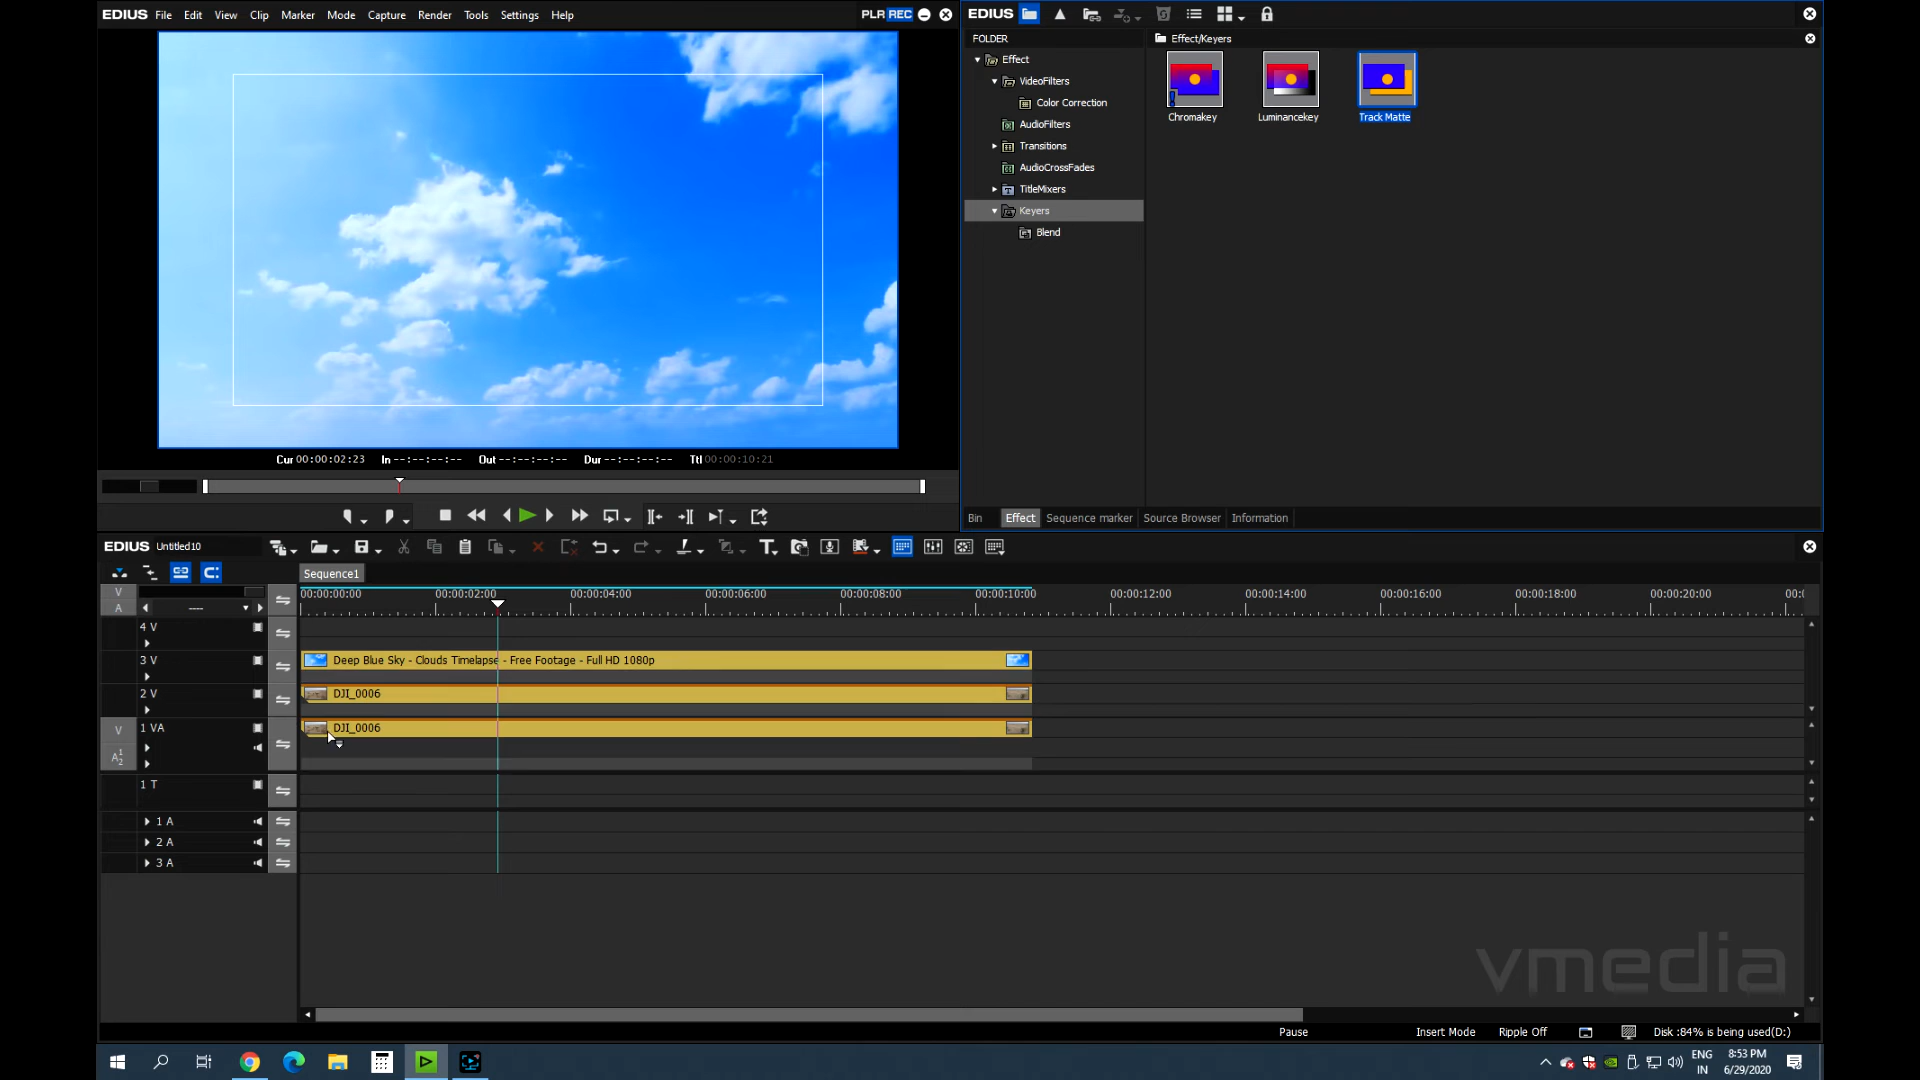 EDIUS File Edit View Clip Marker Mode Capture Render Tools Settings Help PLR REC
Cur 00:00:02:23 In --:--:--:-- Out --:--:--:-- Dur --:--:--:-- Ttl 00:00:10:21
EDIUS
FOLDER
Effect
VideoFilters
Color Correction
AudioFilters
Transitions
AudioCrossFades
TitleMixers
Keyers
Blend
Effect/Keyers
Chromakey Luminancekey Track Matte
Bin Effect Sequence marker Source Browser Information
EDIUS Untitled10
Sequence1
V
A
----
00:00:00:00 00:00:02:00 00:00:04:00 00:00:06:00 00:00:08:00 00:00:10:00 00:00:12:00 00:00:14:00 00:00:16:00 00:00:18:00 00:00:20:00 00:0
4 V
3 V Deep Blue Sky - Clouds Timelapse - Free Footage - Full HD 1080p
2 V DJI_0006
V 1 VA DJI_0006
A 1 2
1 T
1 A
2 A
3 A
vmedia
Pause Insert Mode Ripple Off Disk :84% is being used(D:)
ENG 8:53 PM
IN 6/29/2020